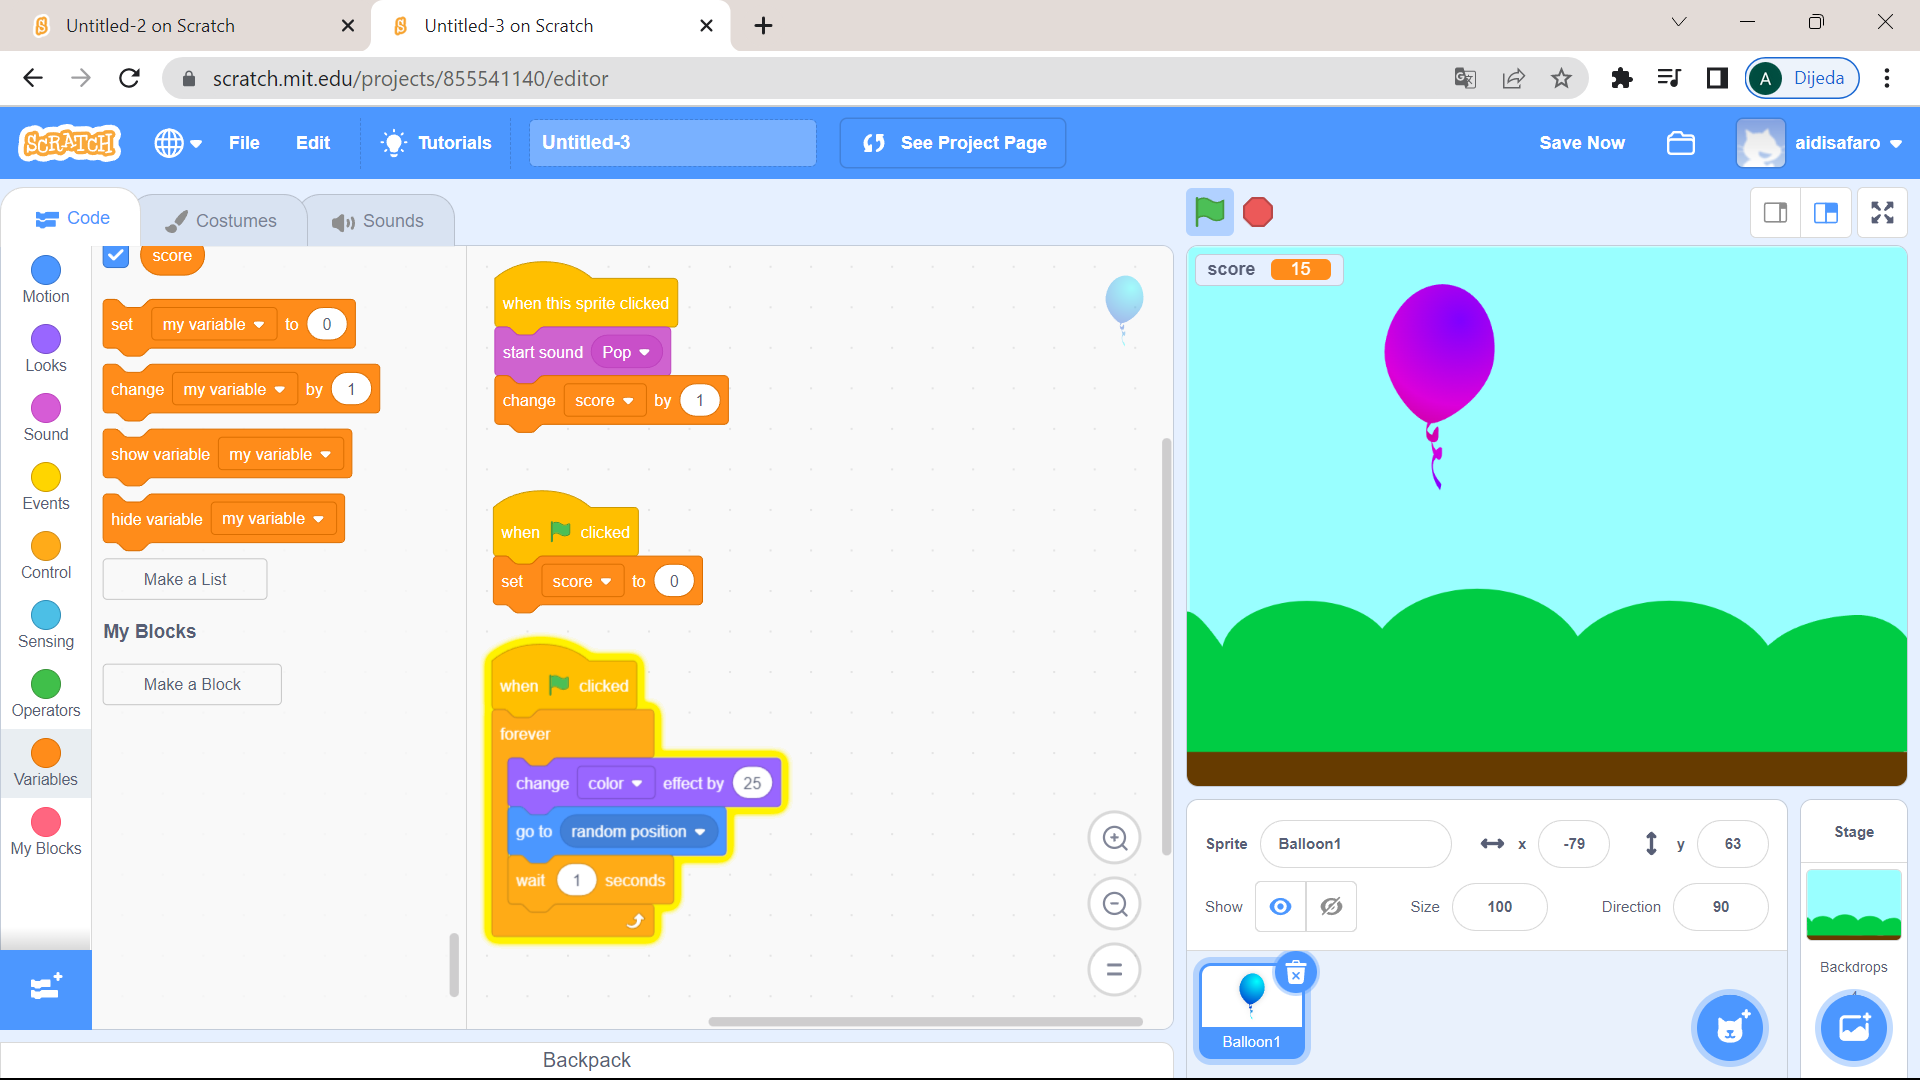 Untitled-2 on Scratch
Untitled-3 on Scratch
scratch.mit.edu/projects/855541140/editor
A Dijeda
SCRATCH File Edit Tutorials Untitled-3 See Project Page Save Now aidisafaro
Code Costumes Sounds
Motion
Looks
Sound
Events
Control
Sensing
Operators
Variables
My Blocks
score
set my variable to 0
change my variable by 1
show variable my variable
hide variable my variable
Make a List
My Blocks
Make a Block
when this sprite clicked
start sound Pop
change score by 1
when clicked
set score to 0
when clicked
forever
change color effect by 25
go to random position
wait 1 seconds
Backpack
score 15
Sprite Balloon1 x -79 y 63
Show Size 100 Direction 90
Balloon1
Stage
Backdrops